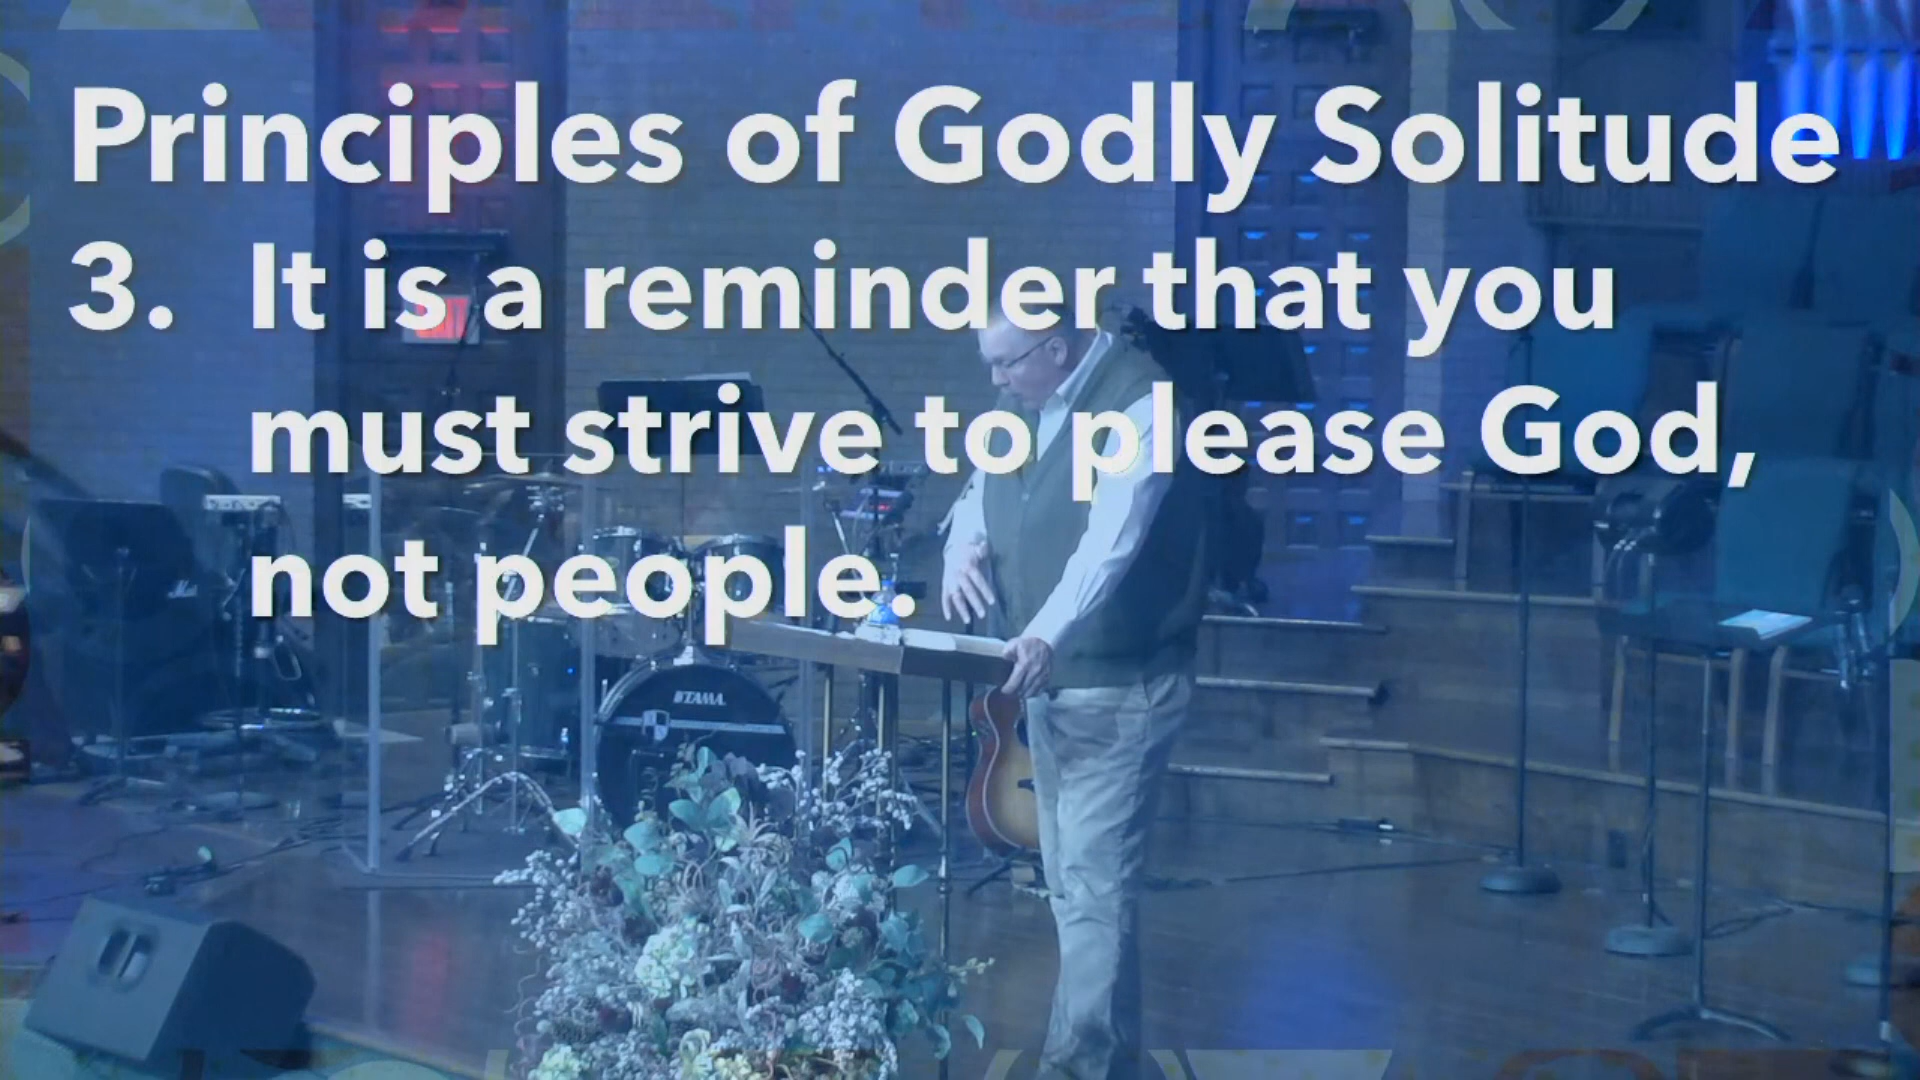 Principles of Godly Solitude
3. It is a reminder that you
must strive to please God,
not people.
TAMA